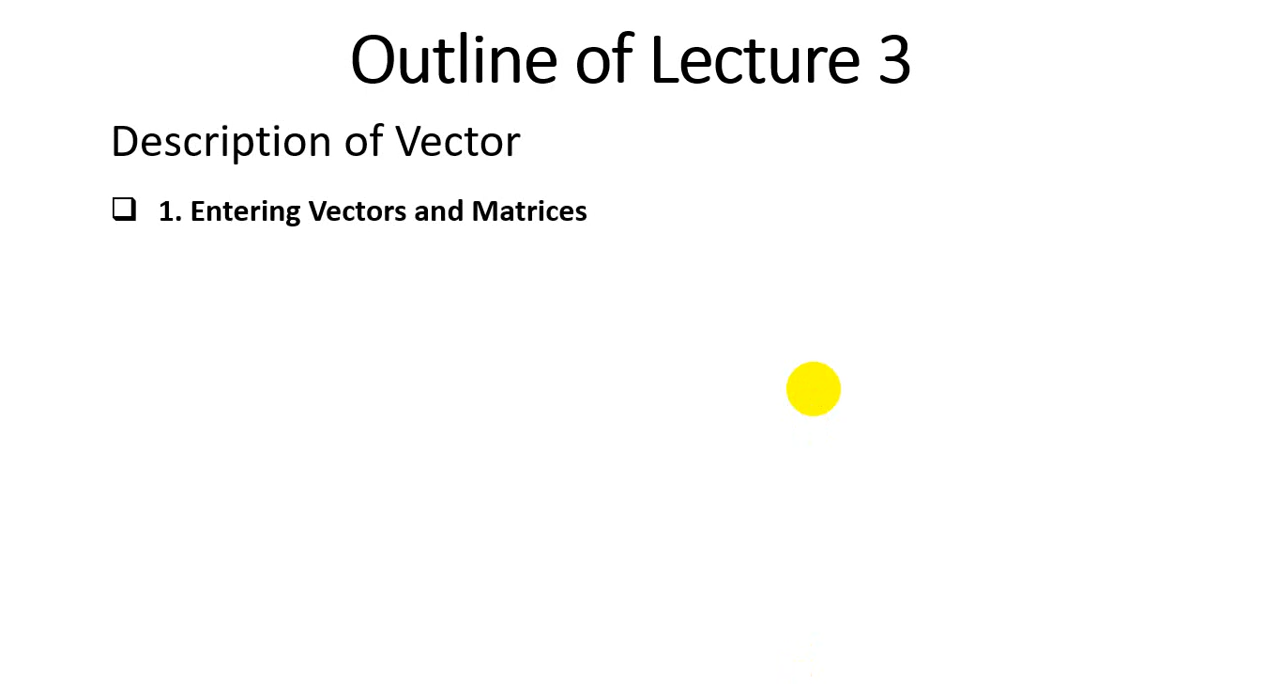 Outline of Lecture 3
Description of Vector
❑ 1. Entering Vectors and Matrices